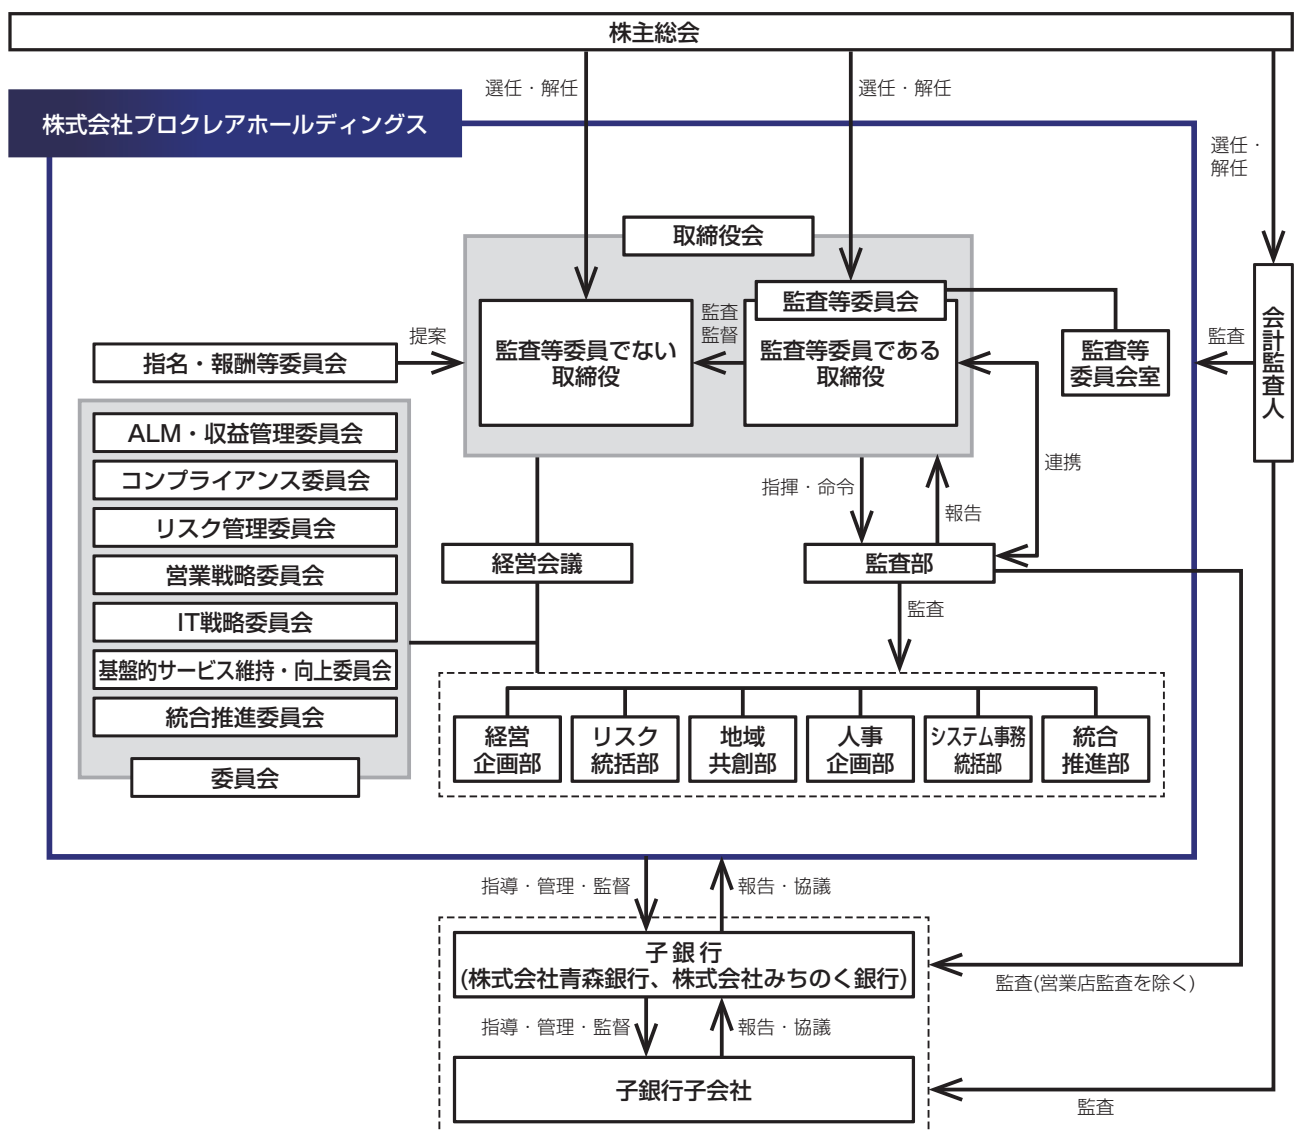 株主総会
選任・解任
選任・解任
選任・
解任
株式会社プロクレアホールディングス
取締役会
監査等委員会
監査等委員でない
取締役
監査
監督
監査等委員である
取締役
監査等
委員会室
監査
会計監査人
提案
指名・報酬等委員会
ALM・収益管理委員会
コンプライアンス委員会
リスク管理委員会
営業戦略委員会
IT戦略委員会
基盤的サービス維持・向上委員会
統合推進委員会
委員会
指揮・命令
報告
連携
経営会議
監査部
監査
経営
企画部
リスク
統括部
地域
共創部
人事
企画部
システム事務
統括部
統合
推進部
指導・管理・監督
報告・協議
子銀行
(株式会社青森銀行、株式会社みちのく銀行)
監査(営業店監査を除く)
指導・管理・監督
報告・協議
子銀行子会社
監査